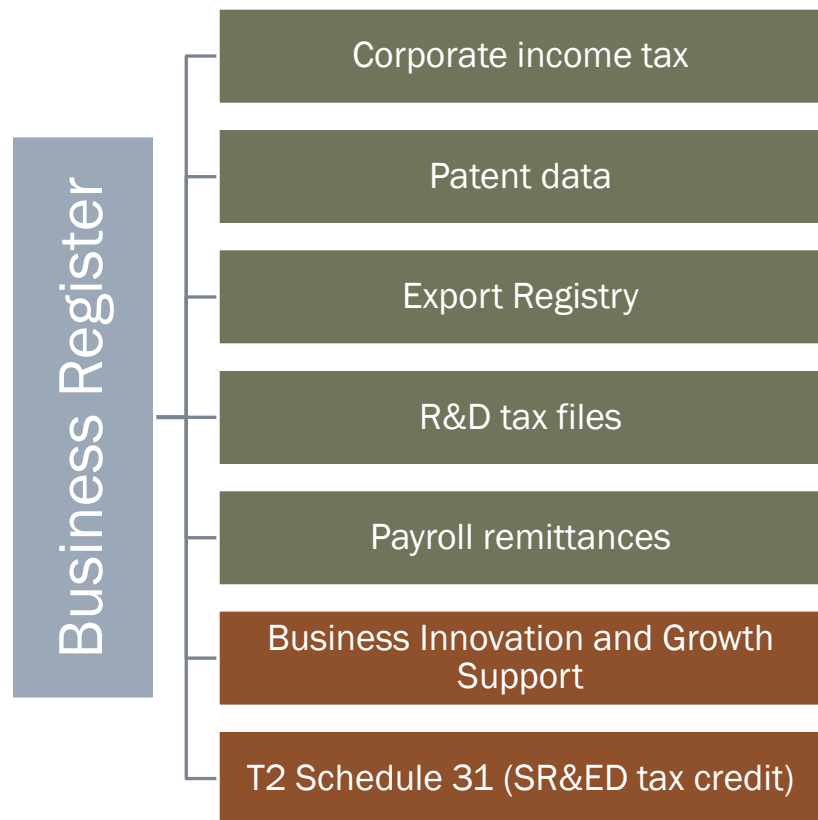 Business Register
Corporate income tax
Patent data
Export Registry
R&D tax files
Payroll remittances
Business Innovation and Growth
Support
T2 Schedule 31 (SR&ED tax credit)